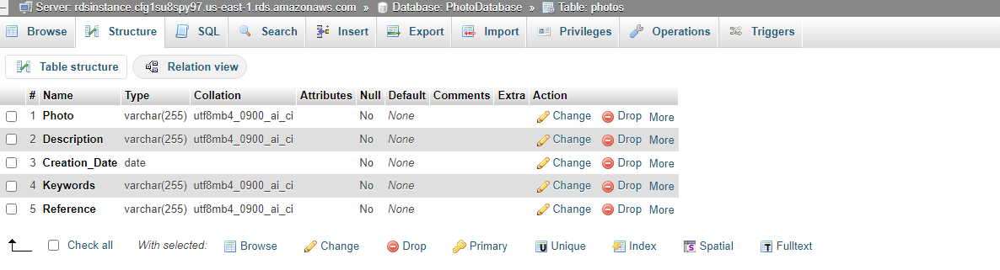 Server: rdsinstance.cfg1su8spy97.us-east-1.rds.amazonaws.com » Database: PhotoDatabase » Table: photos
Browse Structure SQL Search Insert Export Import Privileges Operations Triggers
Table structure Relation view
# Name Type Collation Attributes Null Default Comments Extra Action
1 Photo varchar(255) utf8mb4_0900_ai_ci No None Change Drop More
2 Description varchar(255) utf8mb4_0900_ai_ci No None Change Drop More
3 Creation_Date date No None Change Drop More
4 Keywords varchar(255) utf8mb4_0900_ai_ci No None Change Drop More
5 Reference varchar(255) utf8mb4_0900_ai_ci No None Change Drop More
Check all With selected: Browse Change Drop Primary Unique Index Spatial Fulltext